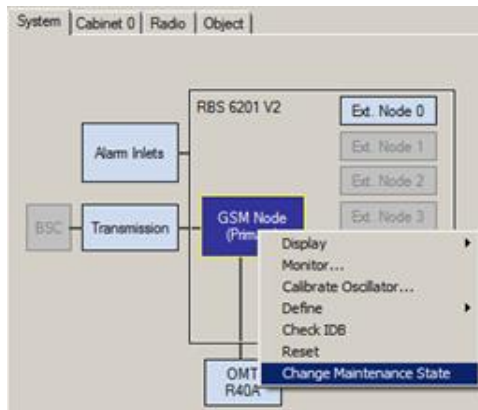 System Cabinet 0 Radio Object
RBS 6201 V2
Ext. Node 0
Alarm Inlets
Ext. Node 1
Ext. Node 2
BSC
Transmission
GSM Node
Ext. Node 3
Display
Monitor...
Calibrate Oscillator...
Define
Check IDB
Reset
Change Maintenance State
OMT
R40A